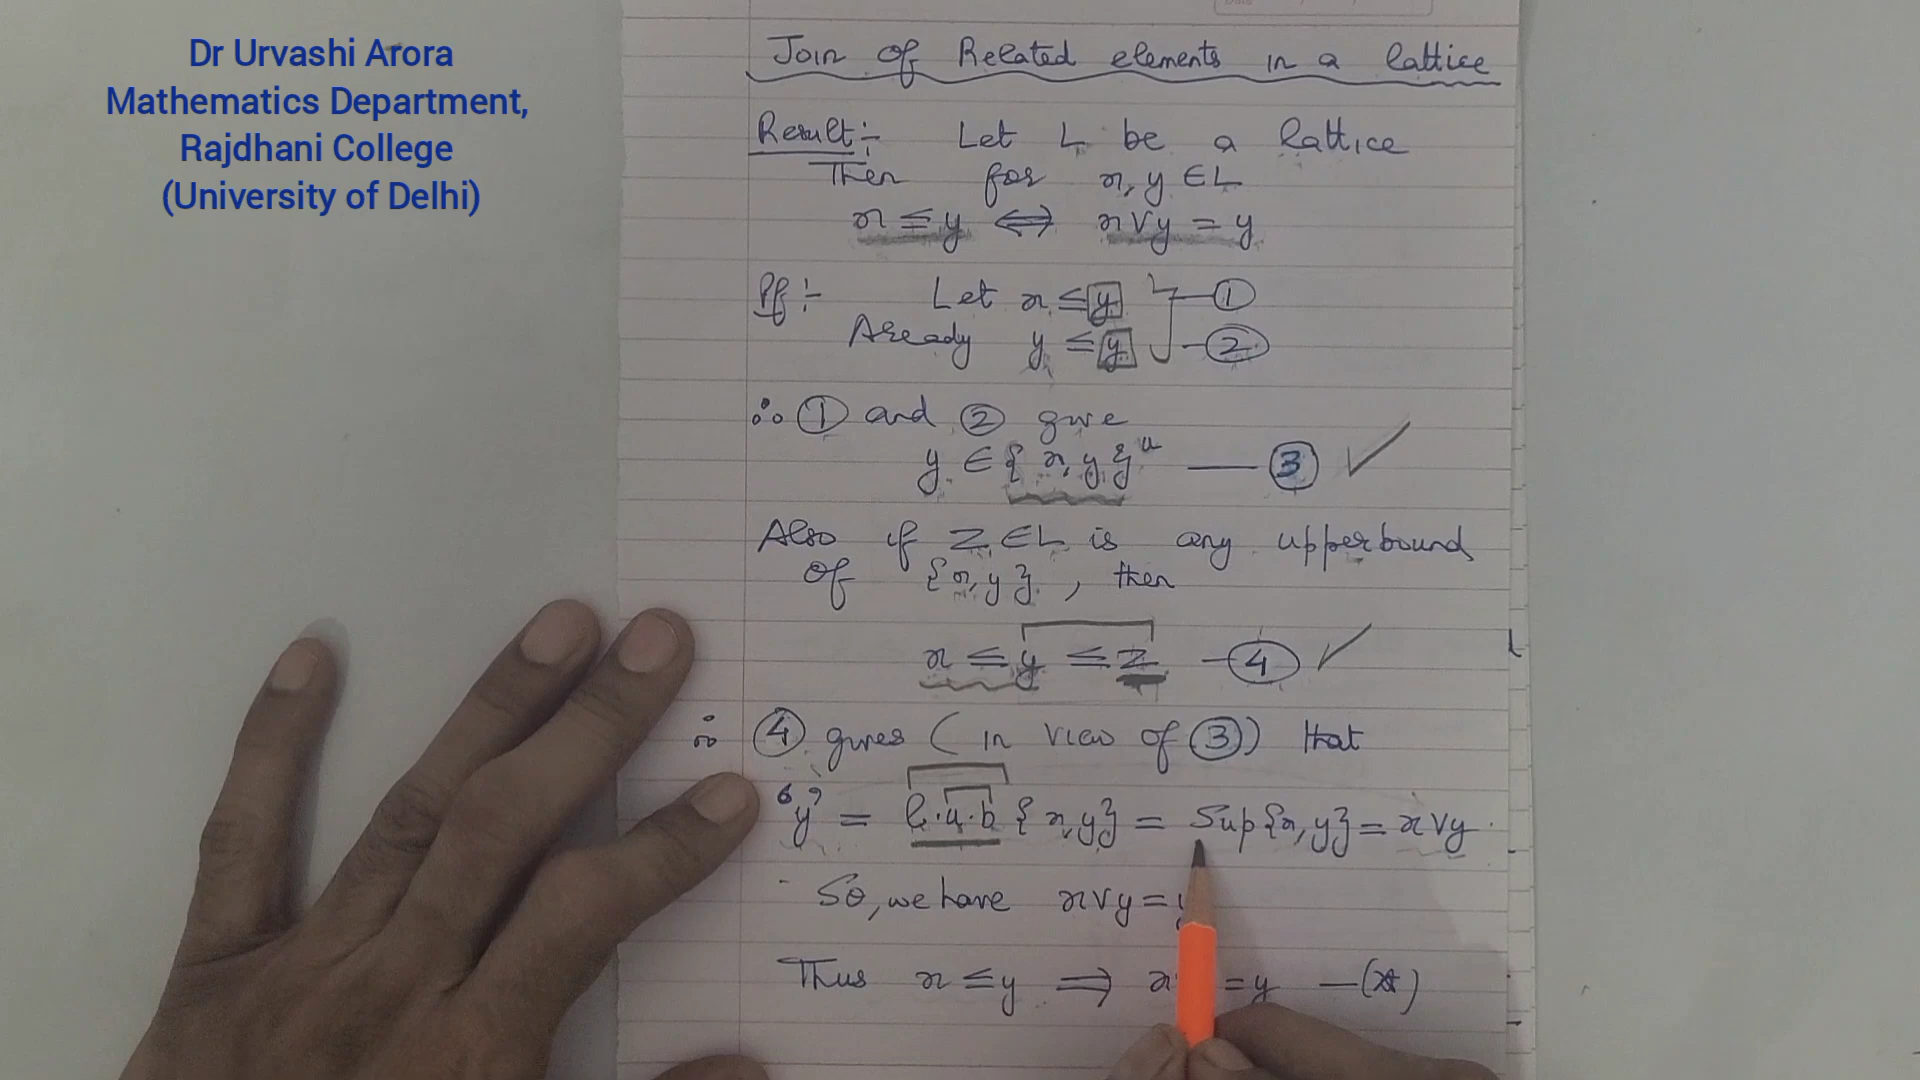 Dr Urvashi Arora
Mathematics Department,
Rajdhani College
(University of Delhi)
Join of Related elements in a lattice
Result:- Let L be a lattice
Then for x, y ∈ L
x ≤ y ⟺ x ∨ y = y
Pf:- Let x ≤ y — ①
Already y ≤ y — ②
∴ ① and ② give
y ∈ {x, y}ᵘ — ③ ✓
Also if z ∈ L is any upperbound
of {x, y}, then
x ≤ y ≤ z — ④ ✓
∴ ④ gives (in view of ③) that
"y" = l.u.b {x, y} = Sup{x, y} = x ∨ y.
So, we have x ∨ y =
Thus x ≤ y ⟹ x = y — (*)